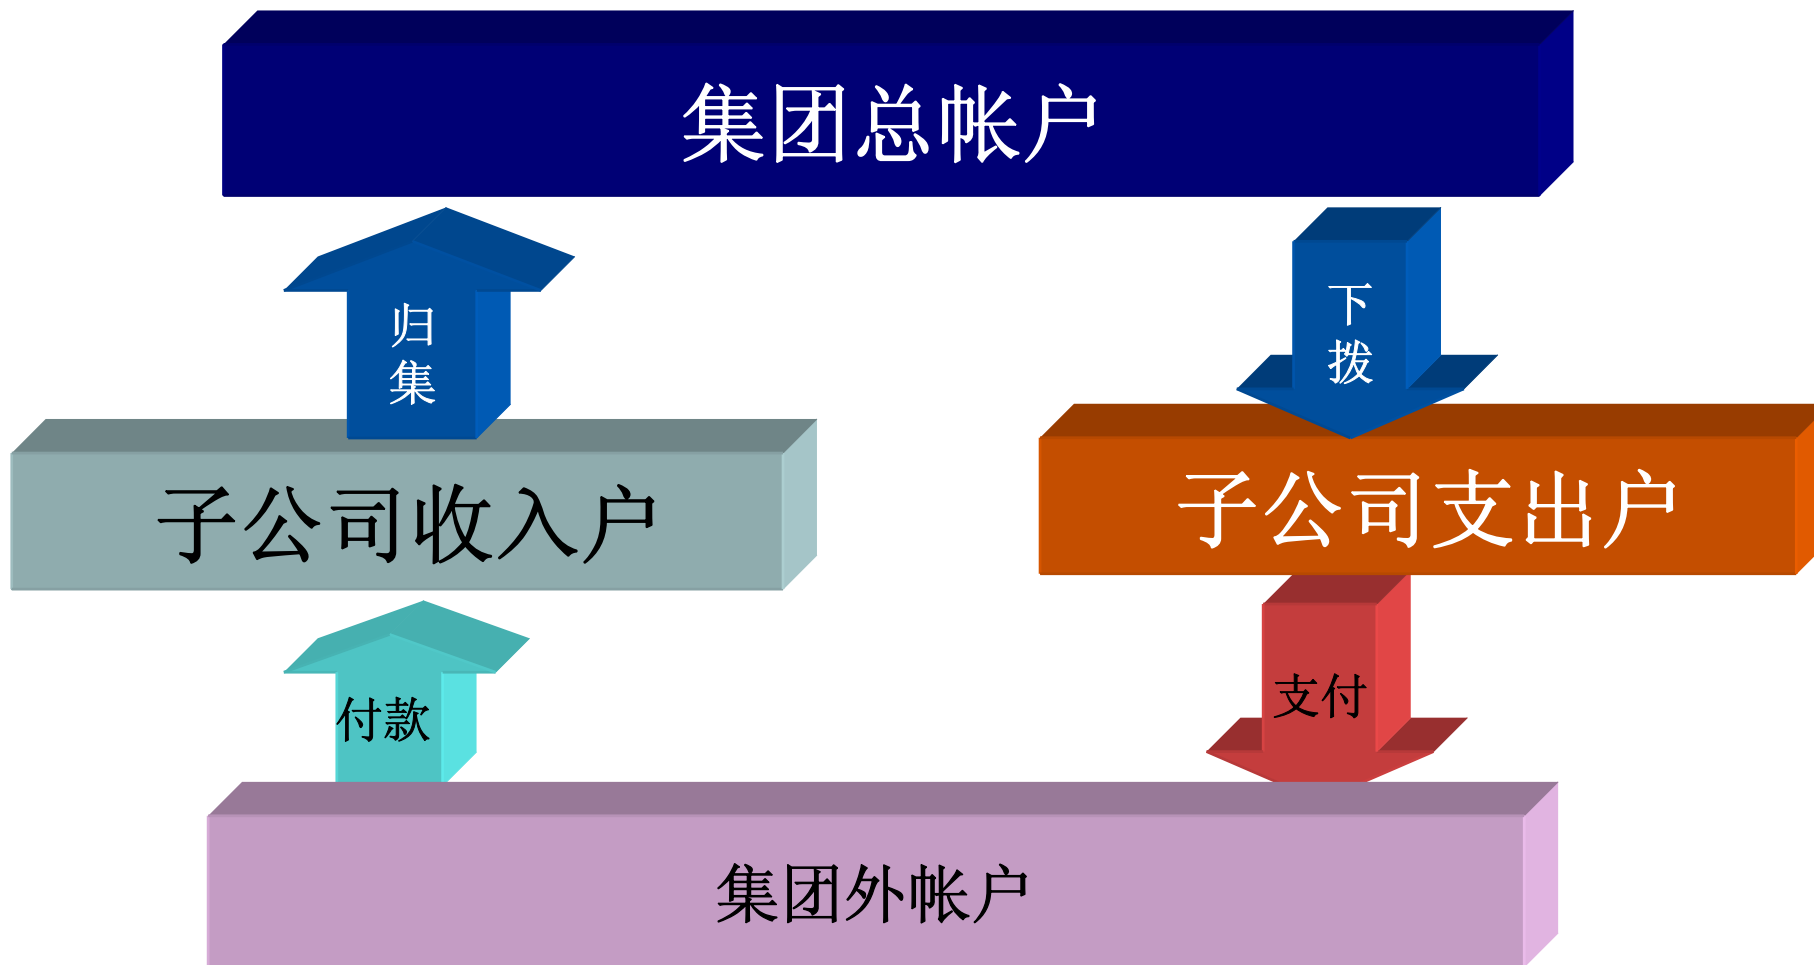 集团总帐户
归
集
下
拨
子公司收入户
子公司支出户
付款
支付
集团外帐户